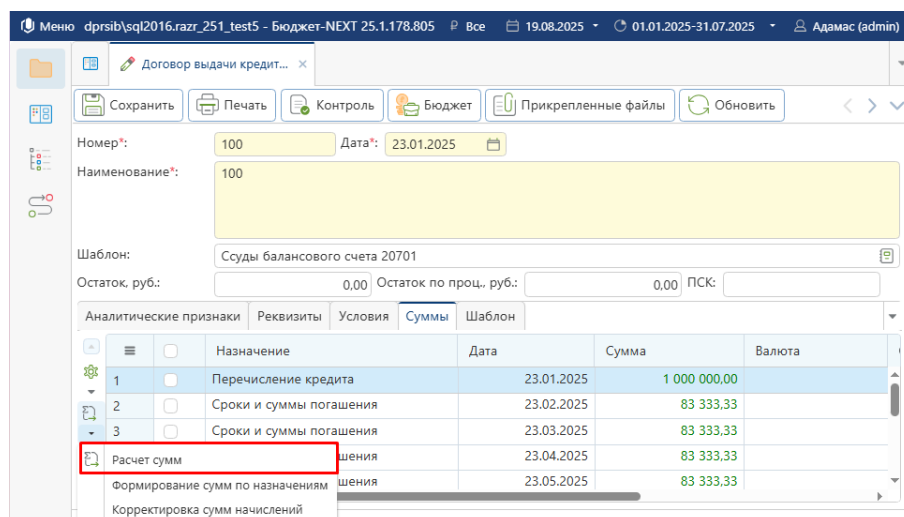 Меню dprsib\sql2016.razr_251_test5 - Бюджет-NEXT 25.1.178.805 ₽ Все 19.08.2025 01.01.2025-31.07.2025 Адамас (admin)
Договор выдачи кредит... ×
Сохранить Печать Контроль Бюджет Прикрепленные файлы Обновить
Номер*: 100 Дата*: 23.01.2025
Наименование*: 100
Шаблон: Ссуды балансового счета 20701
Остаток, руб.: 0,00 Остаток по проц., руб.: 0,00 ПСК:
Аналитические признаки Реквизиты Условия Суммы Шаблон
Назначение Дата Сумма Валюта
1 Перечисление кредита 23.01.2025 1 000 000,00
2 Сроки и суммы погашения 23.02.2025 83 333,33
3 Сроки и суммы погашения 23.03.2025 83 333,33
Расчет сумм шения 23.04.2025 83 333,33
Формирование сумм по назначениям шения 23.05.2025 83 333,33
Корректировка сумм начислений